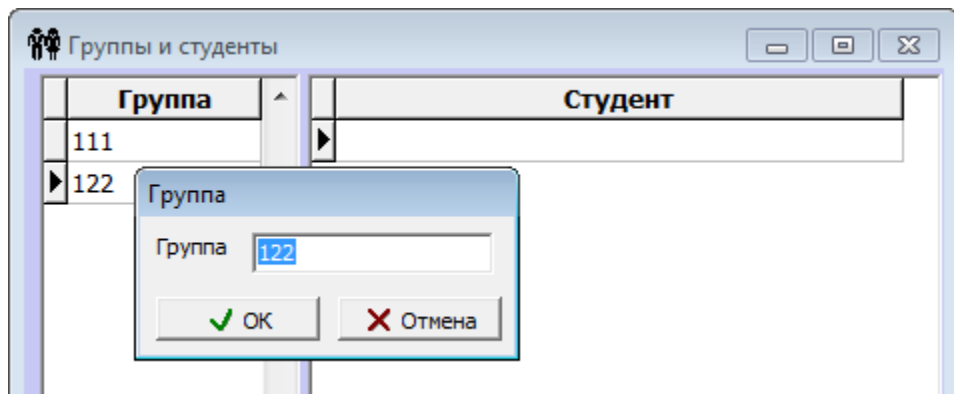 Группы и студенты
Группа
Студент
111
122
Группа
Группа 122
OK
Отмена